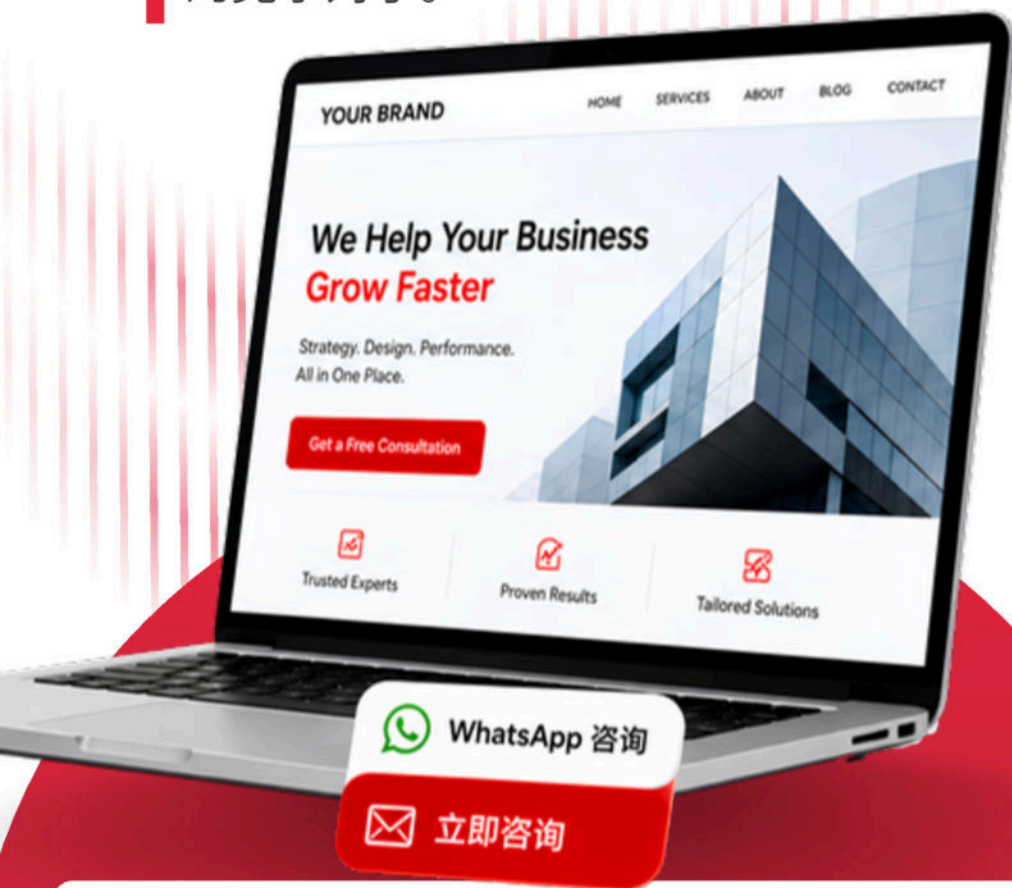 YOUR BRAND
HOME SERVICES ABOUT BLOG CONTACT
We Help Your Business
Grow Faster
Strategy. Design. Performance.
All in One Place.
Get a Free Consultation
Trusted Experts
Proven Results
Tailored Solutions
WhatsApp 咨询
立即咨询